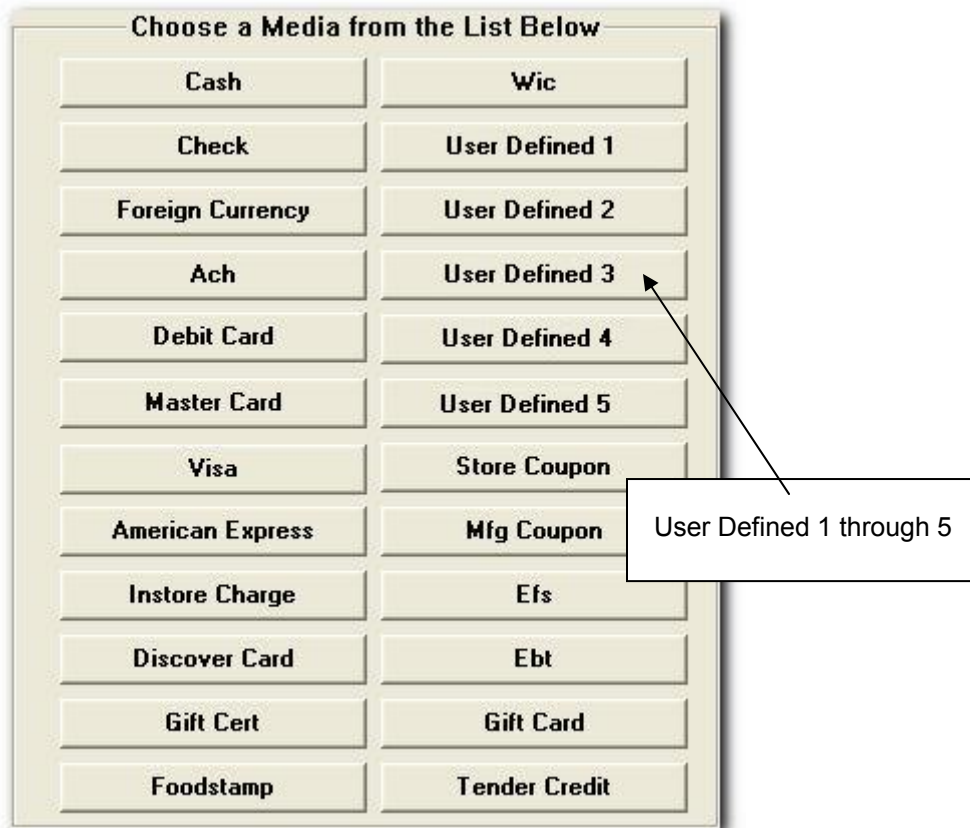 Choose a Media from the List Below
Cash
Wic
Check
User Defined 1
Foreign Currency
User Defined 2
Ach
User Defined 3
Debit Card
User Defined 4
Master Card
User Defined 5
Visa
Store Coupon
American Express
Mfg Coupon
User Defined 1 through 5
Instore Charge
Efs
Discover Card
Ebt
Gift Cert
Gift Card
Foodstamp
Tender Credit